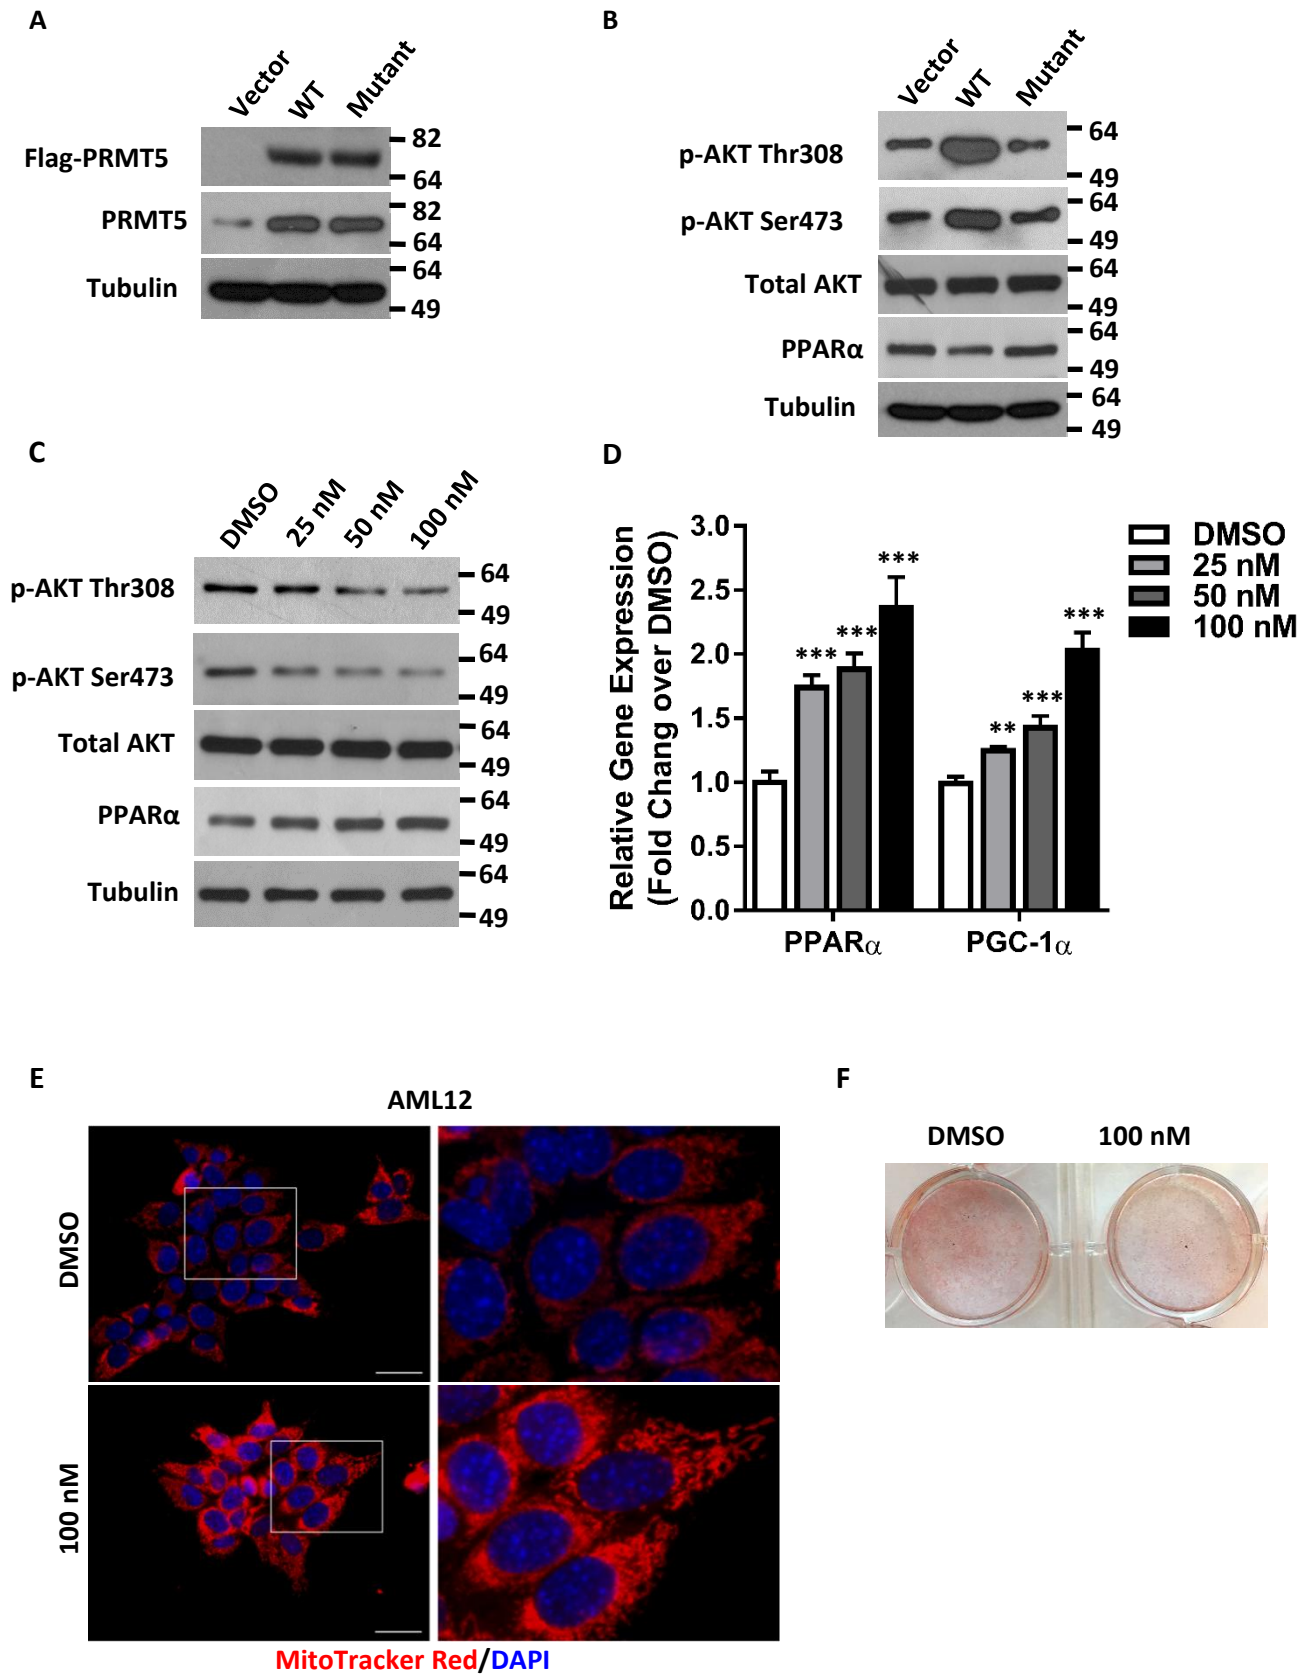 A
Vector
WT
Mutant
Flag-PRMT5
82
64
PRMT5
82
64
Tubulin
64
49
B
Vector
WT
Mutant
p-AKT Thr308
64
49
p-AKT Ser473
64
49
Total AKT
64
49
PPARα
64
49
Tubulin
64
49
C
DMSO
25 nM
50 nM
100 nM
p-AKT Thr308
64
49
p-AKT Ser473
64
49
Total AKT
64
49
PPARα
64
49
Tubulin
64
49
D
Relative Gene Expression
(Fold Chang over DMSO)
3.0
2.5
2.0
1.5
1.0
0.5
0.0
***
***
***
**
***
***
PPARα
PGC-1α
DMSO
25 nM
50 nM
100 nM
E
AML12
DMSO
100 nM
MitoTracker Red/DAPI
F
DMSO
100 nM